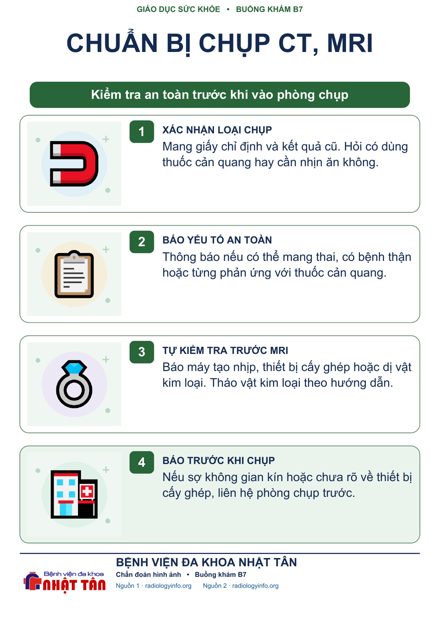 GIÁO DỤC SỨC KHỎE • BUỒNG KHÁM B7
CHUẨN BỊ CHỤP CT, MRI
Kiểm tra an toàn trước khi vào phòng chụp
1
XÁC NHẬN LOẠI CHỤP
Mang giấy chỉ định và kết quả cũ. Hỏi có dùng
thuốc cản quang hay cần nhịn ăn không.
2
BÁO YẾU TỐ AN TOÀN
Thông báo nếu có thể mang thai, có bệnh thận
hoặc từng phản ứng với thuốc cản quang.
3
TỰ KIỂM TRA TRƯỚC MRI
Báo máy tạo nhịp, thiết bị cấy ghép hoặc dị vật
kim loại. Tháo vật kim loại theo hướng dẫn.
4
BÁO TRƯỚC KHI CHỤP
Nếu sợ không gian kín hoặc chưa rõ về thiết bị
cấy ghép, liên hệ phòng chụp trước.
Bệnh viện đa khoa
NHẬT TÂN
BỆNH VIỆN ĐA KHOA NHẬT TÂN
Chẩn đoán hình ảnh • Buồng khám B7
Nguồn 1 · radiologyinfo.org Nguồn 2 · radiologyinfo.org